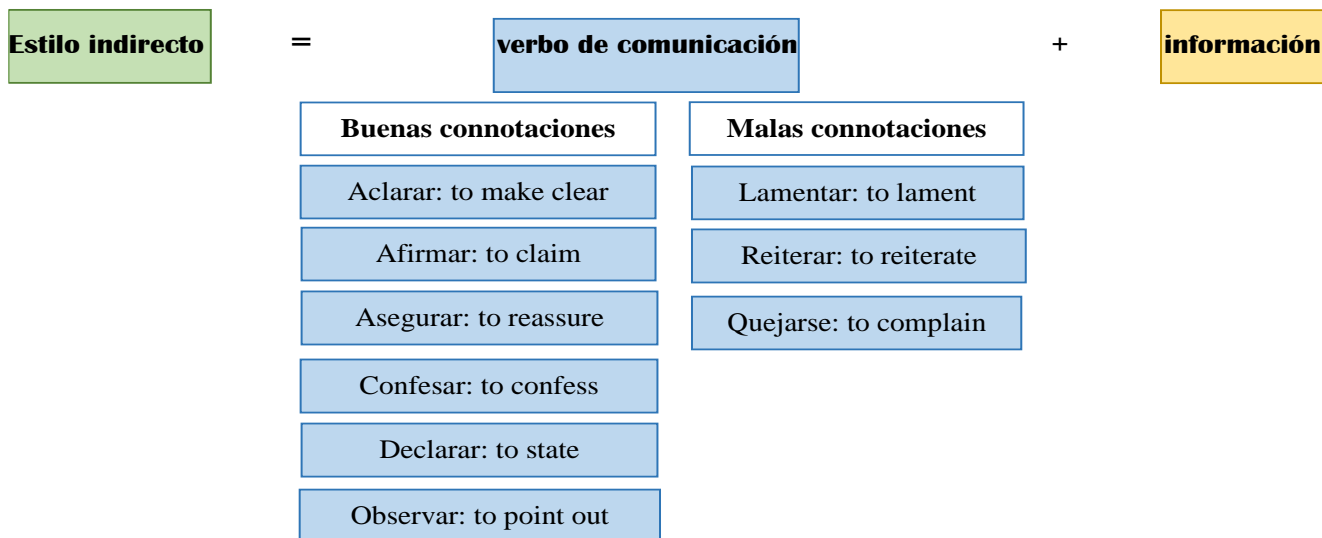 Estilo indirecto = verbo de comunicación + información
Buenas connotaciones Malas connotaciones
Aclarar: to make clear Lamentar: to lament
Afirmar: to claim Reiterar: to reiterate
Asegurar: to reassure Quejarse: to complain
Confesar: to confess
Declarar: to state
Observar: to point out